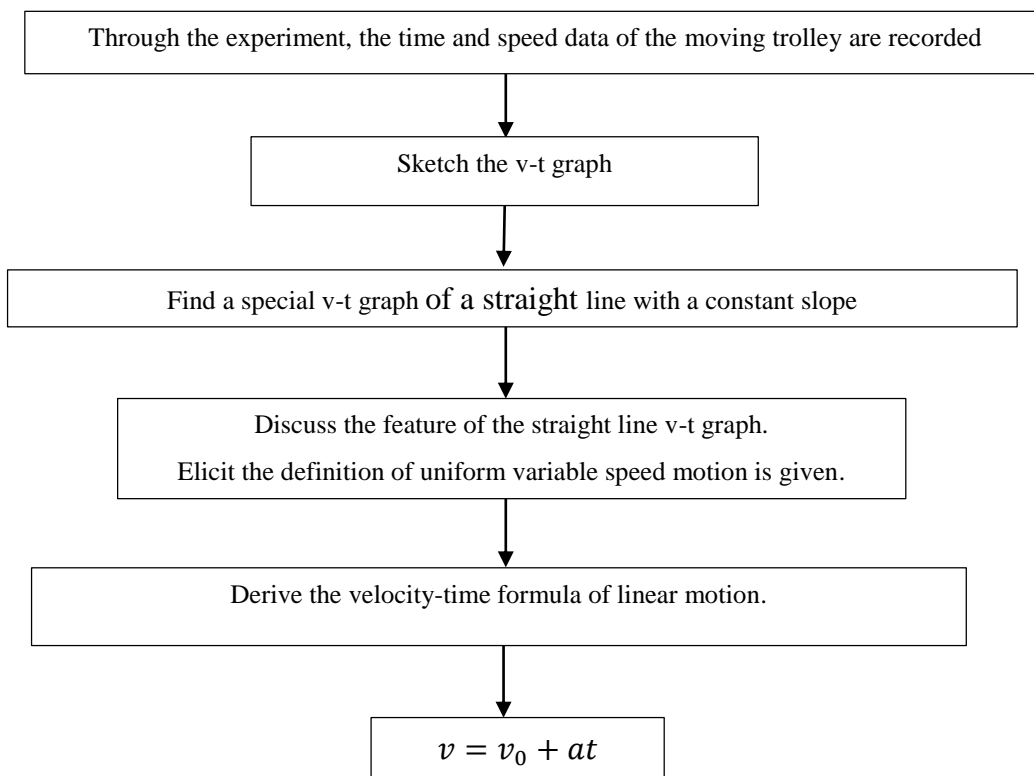 Through the experiment, the time and speed data of the moving trolley are recorded
Sketch the v-t graph
Find a special v-t graph of a straight line with a constant slope
Discuss the feature of the straight line v-t graph.
Elicit the definition of uniform variable speed motion is given.
Derive the velocity-time formula of linear motion.
𝑣 = 𝑣₀ + 𝑎𝑡